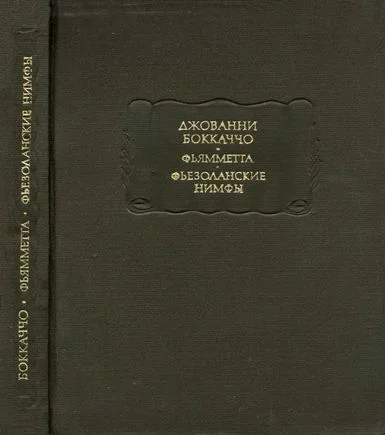 БОККАЧЧО • ФЬЯММЕТТА • ФЬЕЗОЛАНСКИЕ НИМФЫ
ДЖОВАННИ
БОККАЧЧО
•
ФЬЯММЕТТА
•
ФЬЕЗОЛАНСКИЕ
НИМФЫ